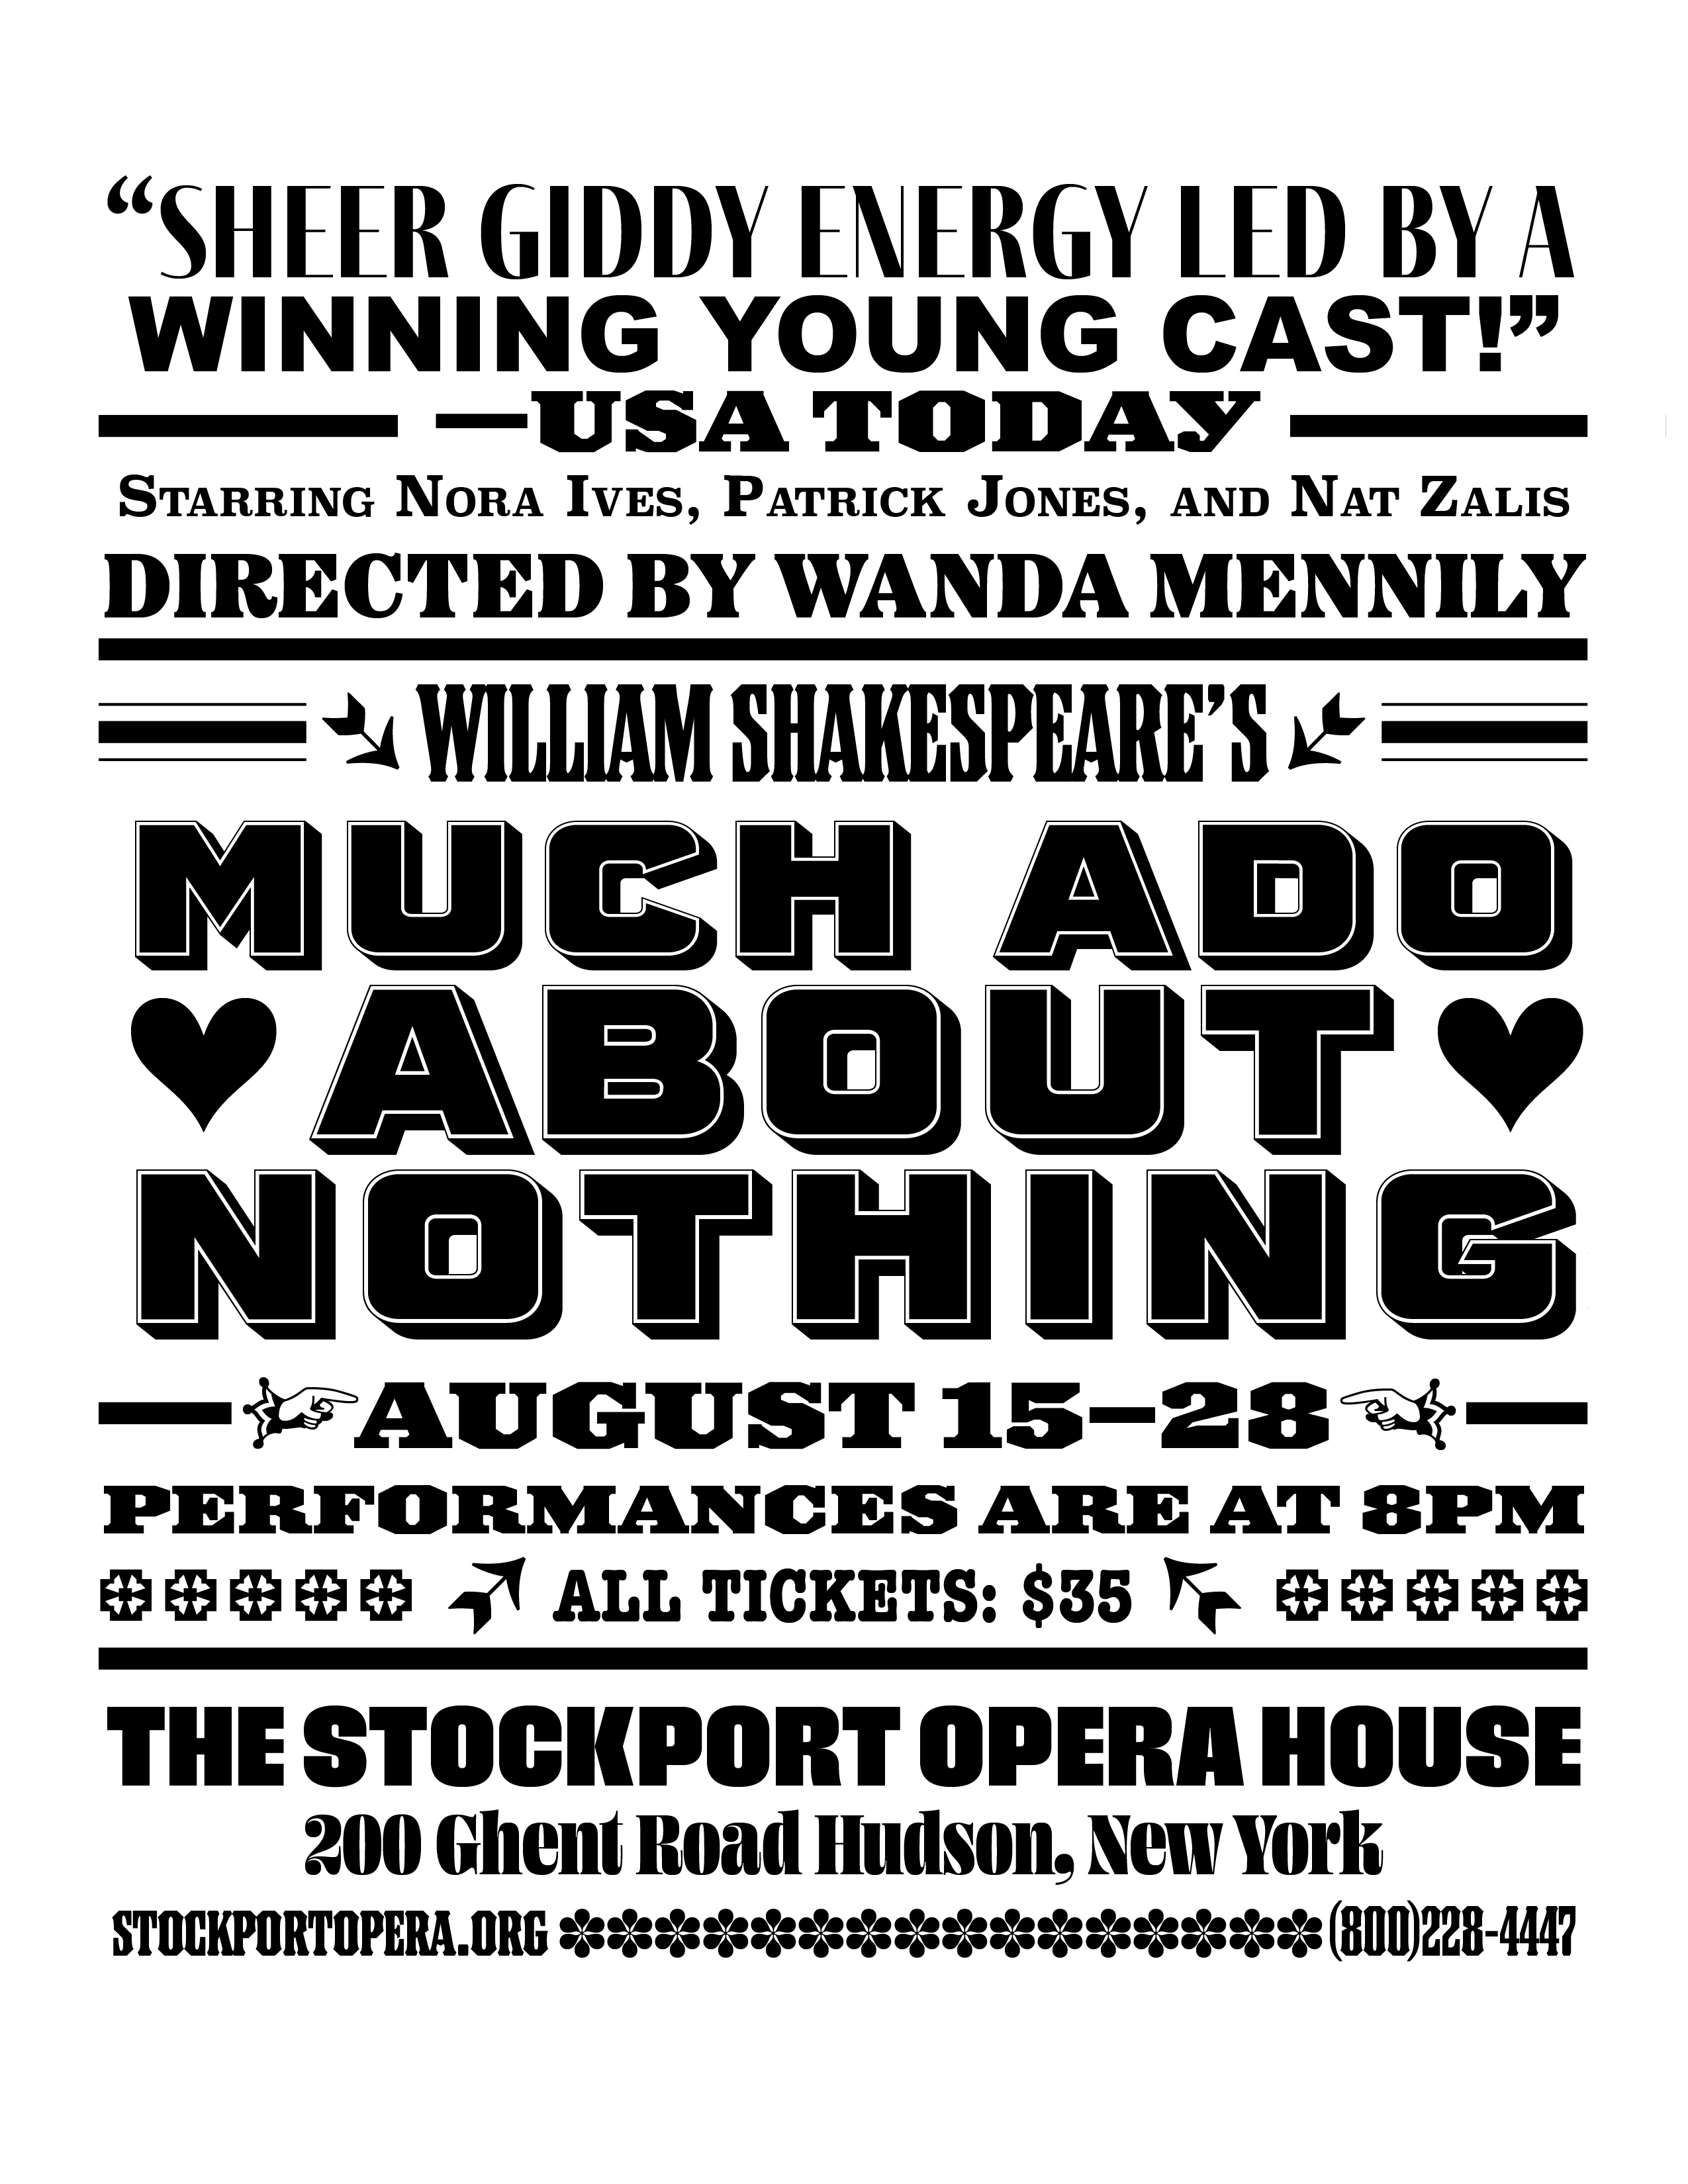 “SHEER GIDDY ENERGY LED BY A
WINNING YOUNG CAST!”
—USA TODAY
Starring Nora Ives, Patrick Jones, and Nat Zalis
DIRECTED BY WANDA MENNILY
WILLIAM SHAKESPEARE’S
MUCH ADO
ABOUT
NOTHING
AUGUST 15–28
PERFORMANCES ARE AT 8PM
ALL TICKETS: $35
THE STOCKPORT OPERA HOUSE
200 Ghent Road Hudson, New York
STOCKPORTOPERA.ORG (800)228-4447